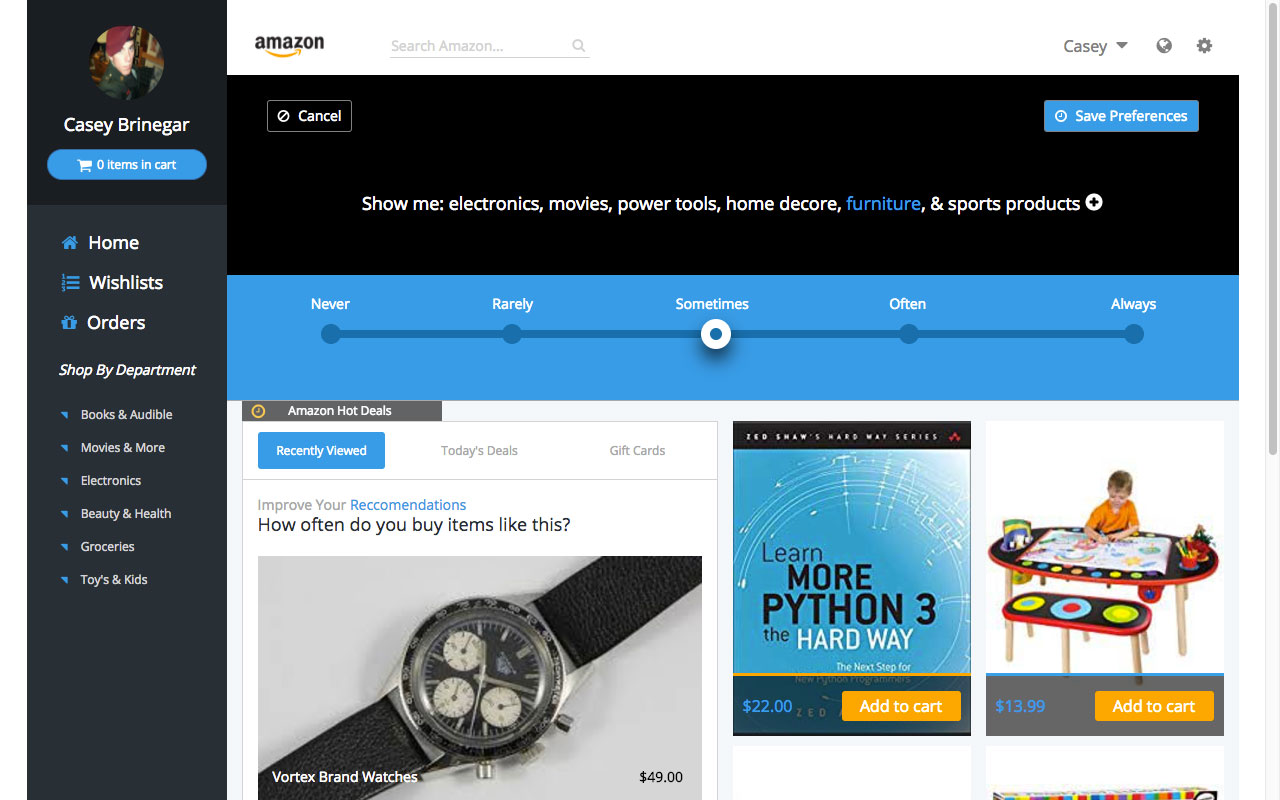 Casey Brinegar
0 items in cart
Home
Wishlists
Orders
Shop By Department
Books & Audible
Movies & More
Electronics
Beauty & Health
Groceries
Toy's & Kids
amazon
Search Amazon...
Casey
Cancel
Save Preferences
Show me: electronics, movies, power tools, home decore, furniture, & sports products
Never Rarely Sometimes Often Always
Amazon Hot Deals
Recently Viewed Today's Deals Gift Cards
Improve Your Reccomendations
How often do you buy items like this?
Vortex Brand Watches $49.00
ZED SHAW'S HARD WAY SERIES
Learn
MORE
PYTHON 3
the HARD WAY
The Next Step for
New Python Programmers
ZED
$22.00 Add to cart
$13.99 Add to cart